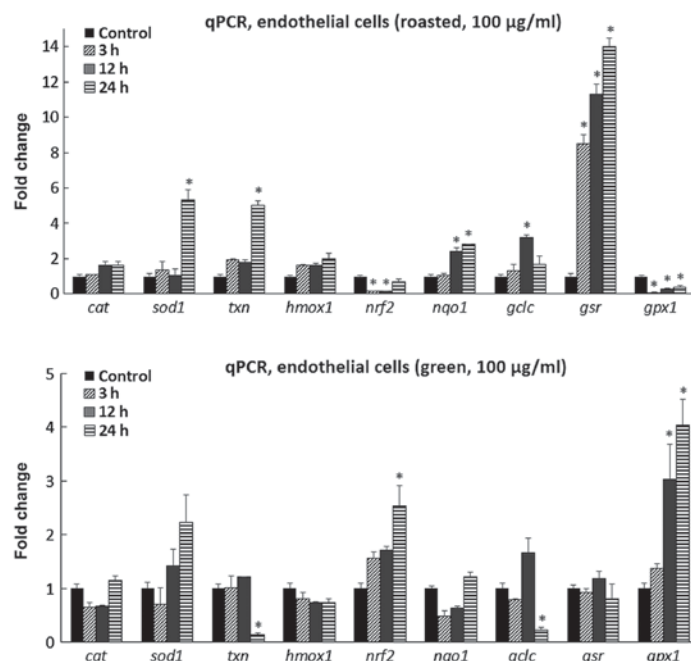 qPCR, endothelial cells (roasted, 100 µg/ml)
Control
3 h
12 h
24 h
Fold change
14
12
10
8
6
4
2
0
* * * * * * * * * * * * *
cat sod1 txn hmox1 nrf2 nqo1 gclc gsr gpx1
qPCR, endothelial cells (green, 100 µg/ml)
Control
3 h
12 h
24 h
Fold change
5
4
3
2
1
0
* * * * *
cat sod1 txn hmox1 nrf2 nqo1 gclc gsr gpx1